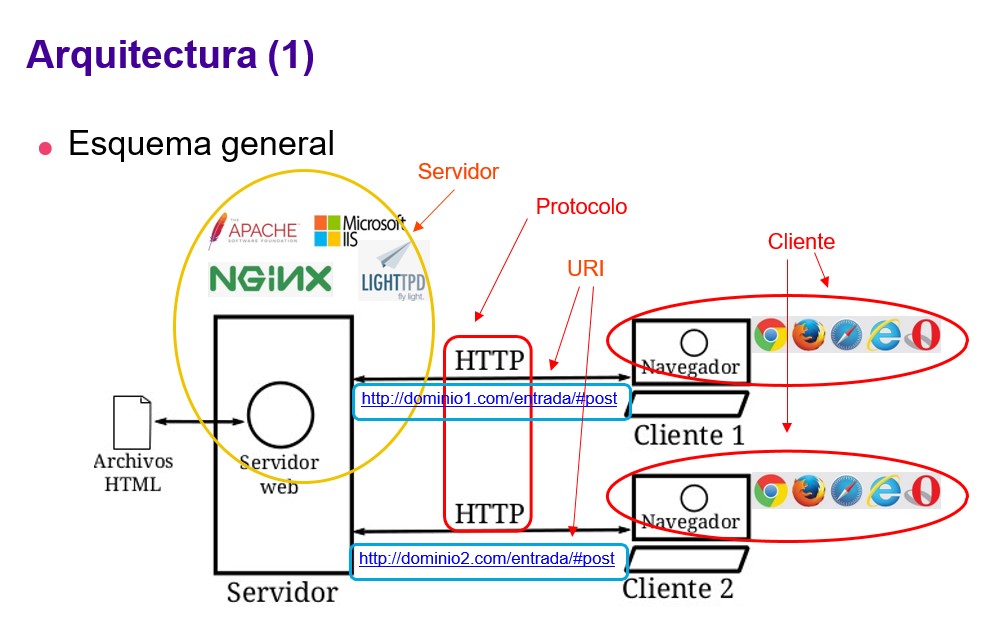 Arquitectura (1)
• Esquema general
Servidor
Protocolo
Cliente
URI
THE
APACHE
SOFTWARE FOUNDATION
Microsoft
IIS
NGINX
LIGHTTPD
fly light.
HTTP
Navegador
http://dominio1.com/entrada/#post
Cliente 1
Archivos
HTML
Servidor
web
HTTP
Navegador
http://dominio2.com/entrada/#post
Servidor
Cliente 2